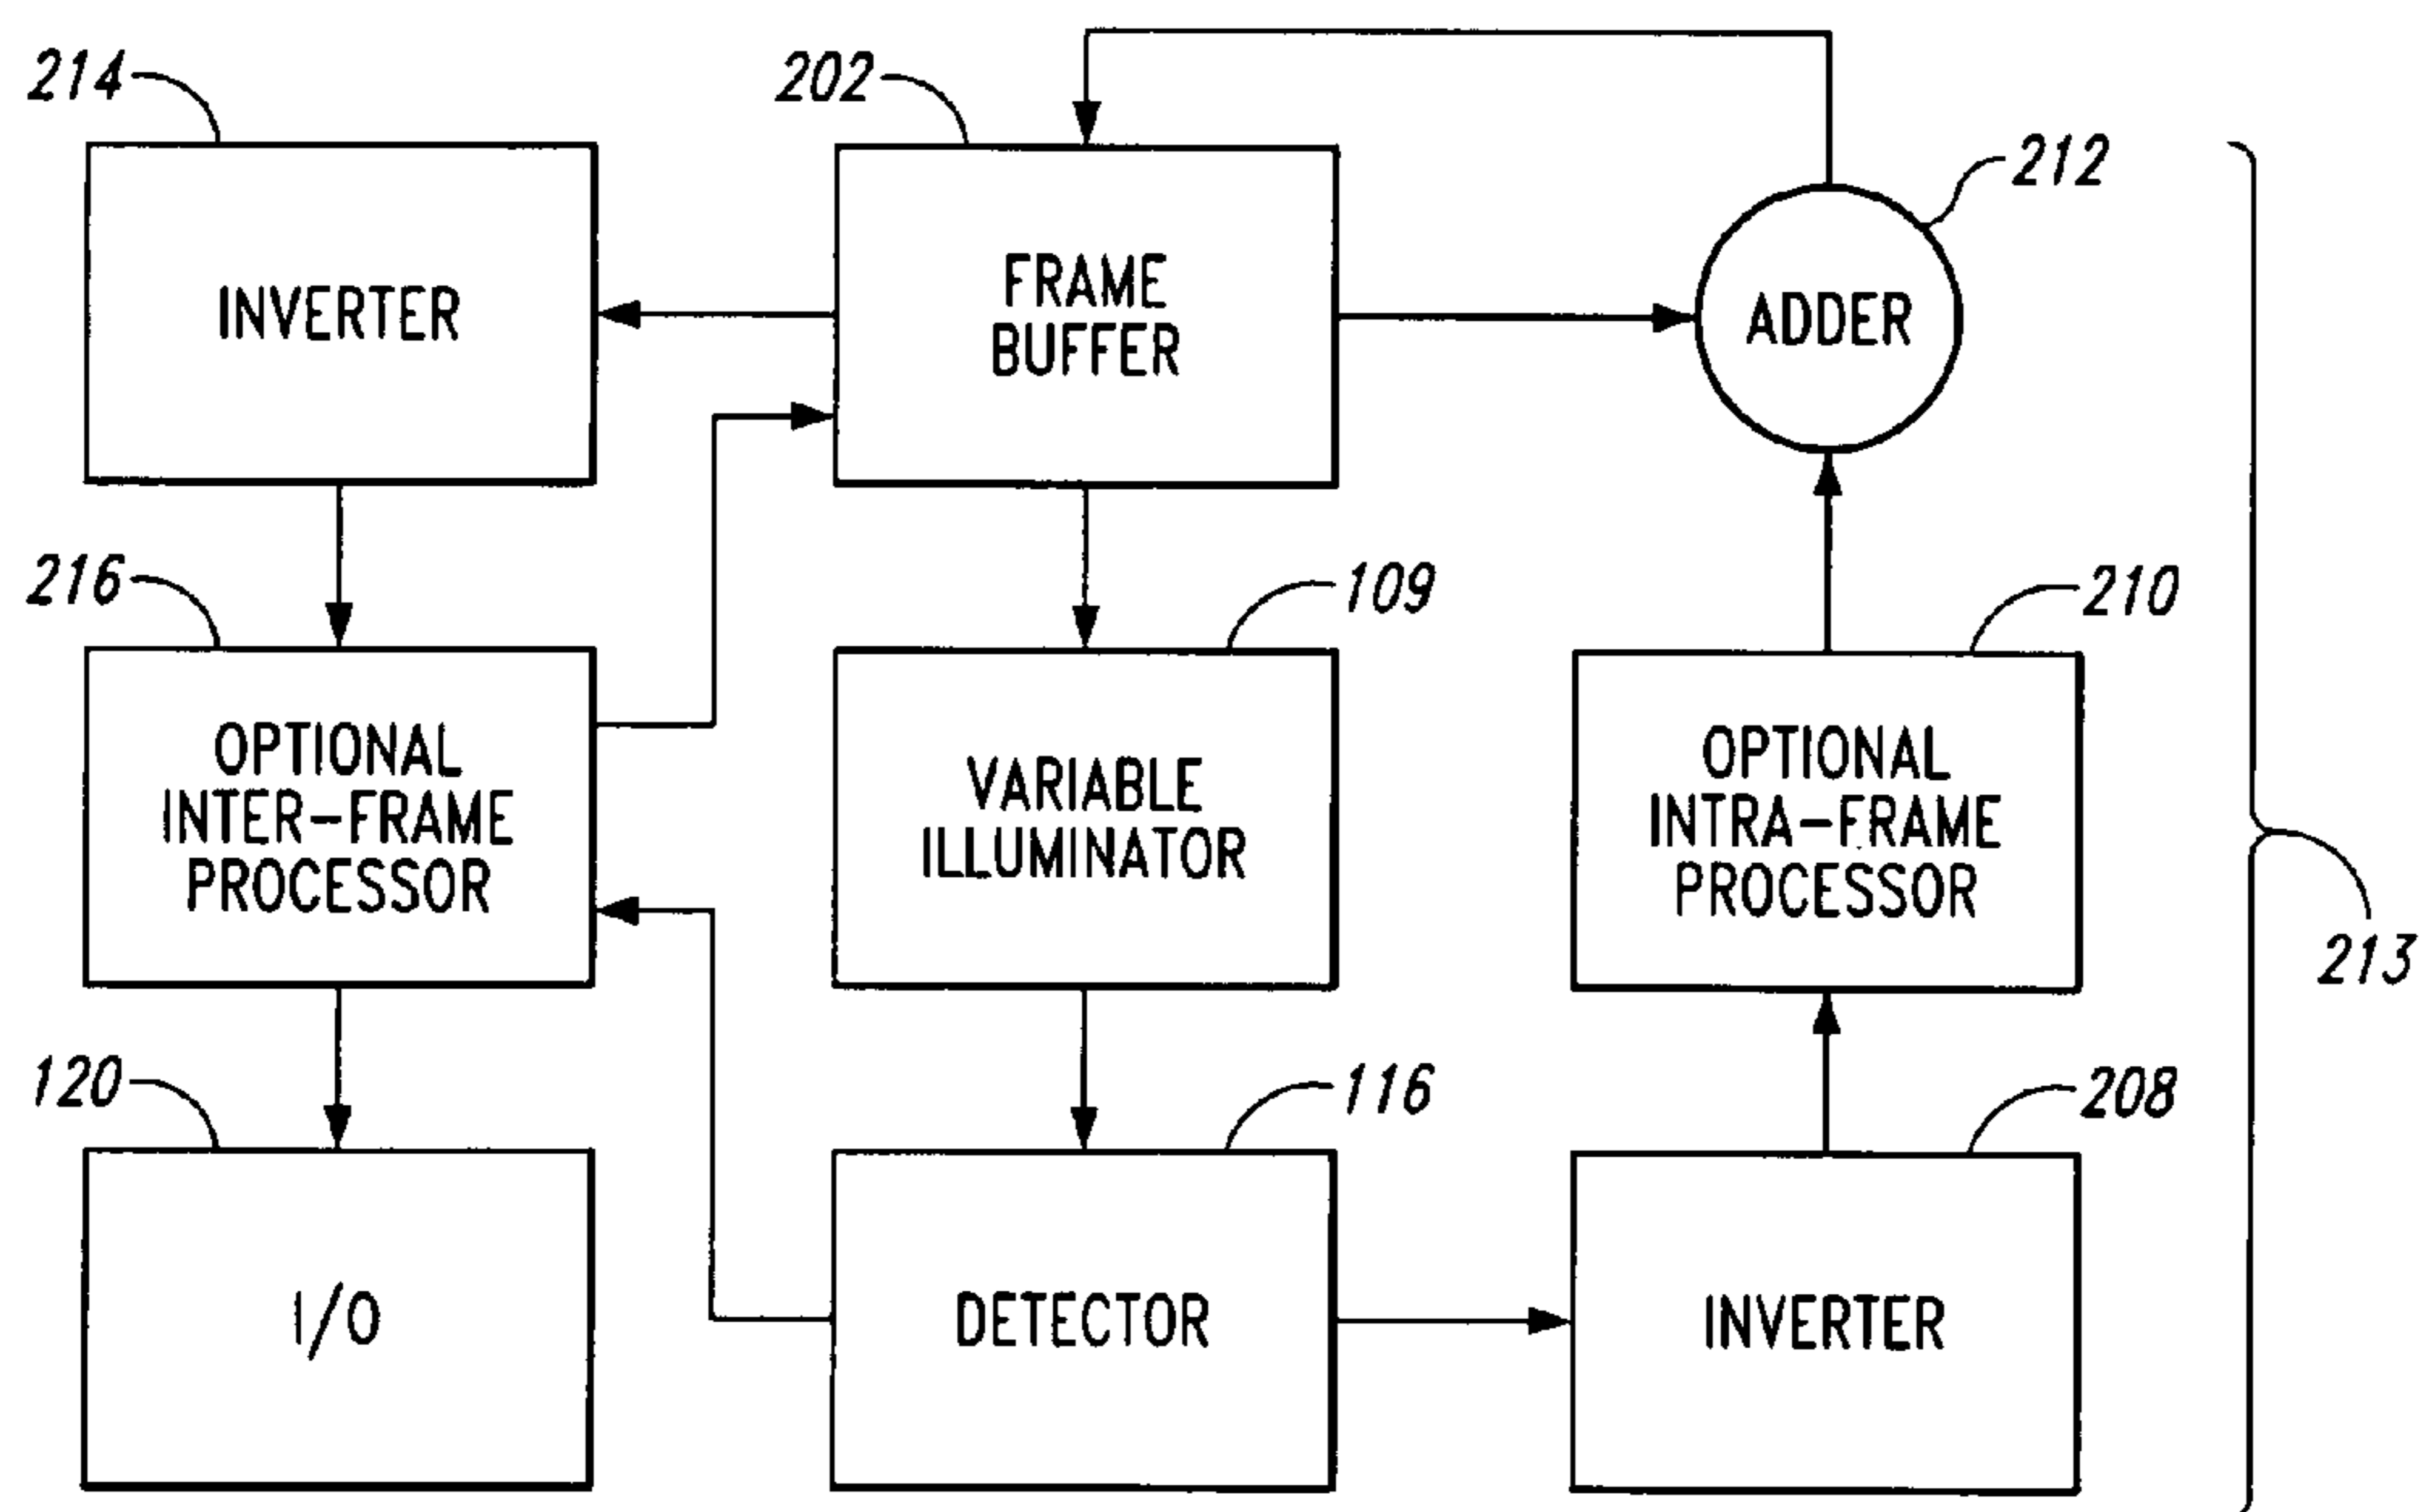 214
202
212
INVERTER
FRAME
BUFFER
ADDER
216
109
210
OPTIONAL
INTER-FRAME
PROCESSOR
VARIABLE
ILLUMINATOR
OPTIONAL
INTRA-FRAME
PROCESSOR
213
120
116
208
I/O
DETECTOR
INVERTER